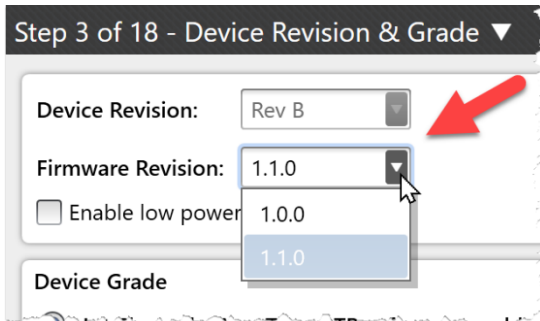 Step 3 of 18 - Device Revision & Grade
Device Revision: Rev B
Firmware Revision: 1.1.0
Enable low power
1.0.0
1.1.0
Device Grade